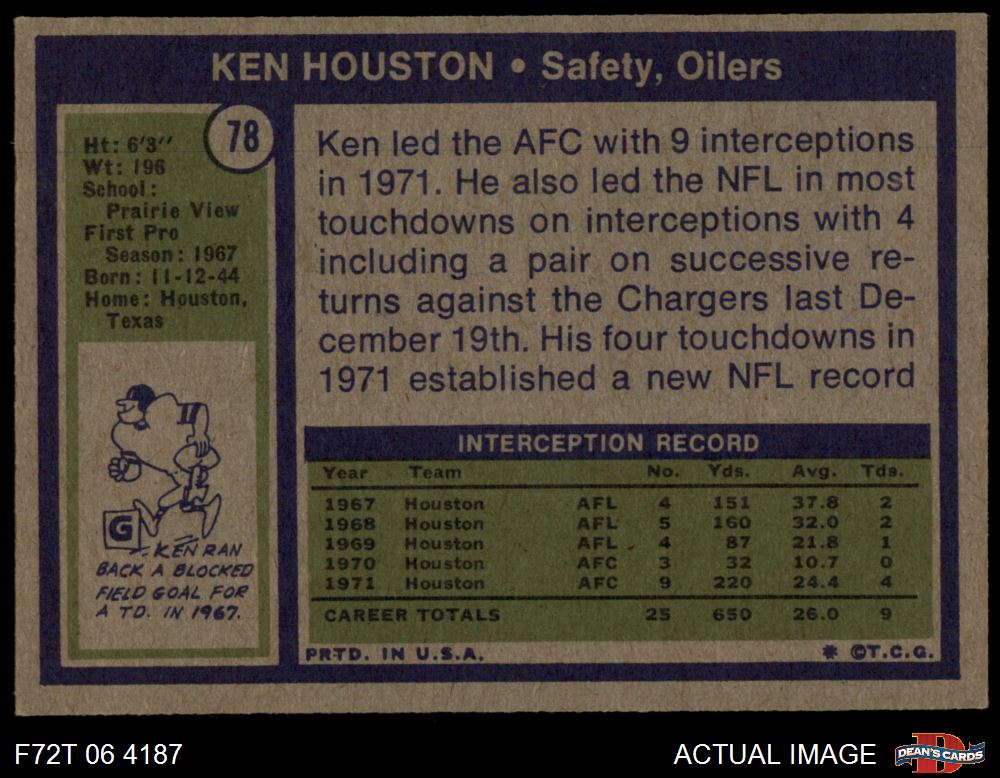 KEN HOUSTON • Safety, Oilers
78
Ht: 6'3''
Wt: 196
School:
Prairie View
First Pro
Season: 1967
Born: 11-12-44
Home: Houston,
Texas
G
KEN RAN
BACK A BLOCKED
FIELD GOAL FOR
A TD. IN 1967.
Ken led the AFC with 9 interceptions
in 1971. He also led the NFL in most
touchdowns on interceptions with 4
including a pair on successive re-
turns against the Chargers last De-
cember 19th. His four touchdowns in
1971 established a new NFL record
INTERCEPTION RECORD
Year Team No. Yds. Avg. Tds.
1967 Houston AFL 4 151 37.8 2
1968 Houston AFL 5 160 32.0 2
1969 Houston AFL 4 87 21.8 1
1970 Houston AFC 3 32 10.7 0
1971 Houston AFC 9 220 24.4 4
CAREER TOTALS 25 650 26.0 9
PRTD. IN U.S.A. * ©T.C.G.
F72T 06 4187 ACTUAL IMAGE D DEAN'S CARDS